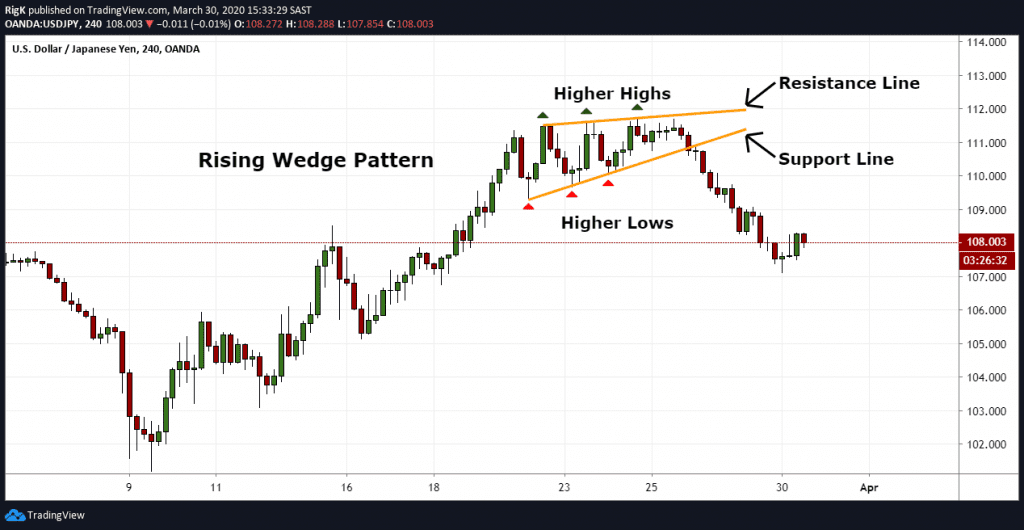 RigK published on TradingView.com, March 30, 2020 15:33:29 SAST
OANDA:USDJPY, 240 108.003 ▼ −0.011 (−0.01%) O:108.272 H:108.288 L:107.854 C:108.003
U.S. Dollar / Japanese Yen, 240, OANDA
114.000
113.000
Resistance Line
Higher Highs
112.000
111.000
Support Line
Rising Wedge Pattern
110.000
Higher Lows
109.000
108.003
03:26:32
107.000
106.000
105.000
104.000
103.000
102.000
9 11 16 18 23 25 30 Apr
TradingView